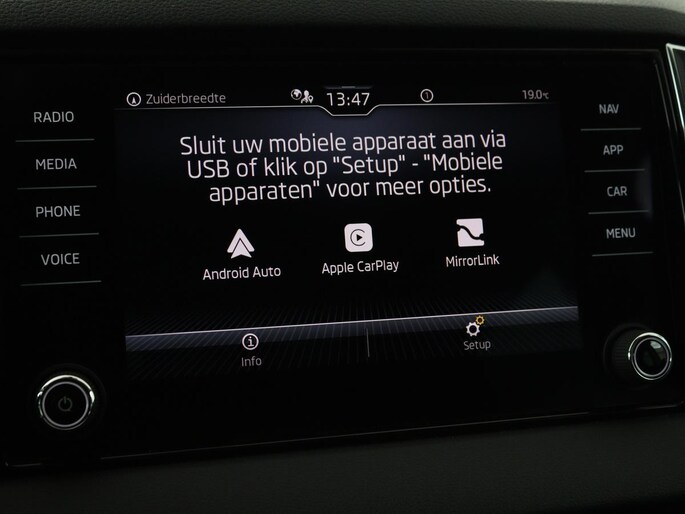 Zuiderbreedte
13:47
1
19.0°C
RADIO
MEDIA
PHONE
VOICE
Sluit uw mobiele apparaat aan via
USB of klik op "Setup" - "Mobiele
apparaten" voor meer opties.
Android Auto
Apple CarPlay
MirrorLink
Info
Setup
NAV
APP
CAR
MENU